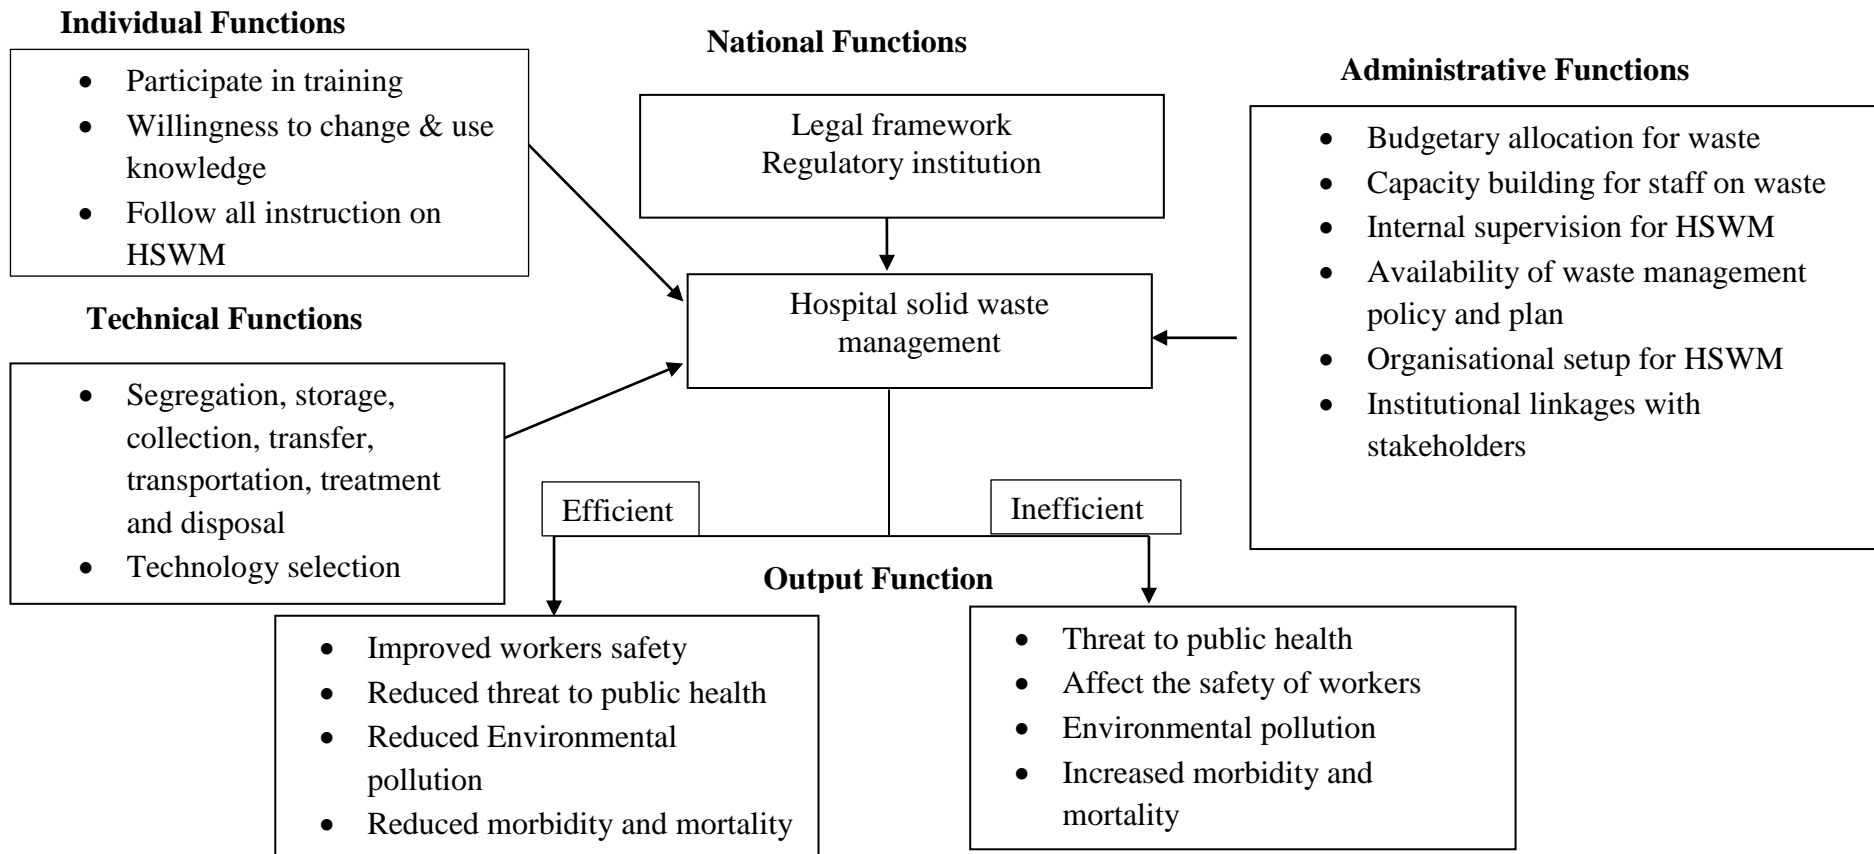 Individual Functions
• Participate in training
• Willingness to change & use
knowledge
• Follow all instruction on
HSWM
National Functions
Legal framework
Regulatory institution
Administrative Functions
• Budgetary allocation for waste
• Capacity building for staff on waste
• Internal supervision for HSWM
• Availability of waste management
policy and plan
• Organisational setup for HSWM
• Institutional linkages with
stakeholders
Hospital solid waste
management
Technical Functions
• Segregation, storage,
collection, transfer,
transportation, treatment
and disposal
• Technology selection
Efficient
Inefficient
Output Function
• Improved workers safety
• Reduced threat to public health
• Reduced Environmental
pollution
• Reduced morbidity and mortality
• Threat to public health
• Affect the safety of workers
• Environmental pollution
• Increased morbidity and
mortality